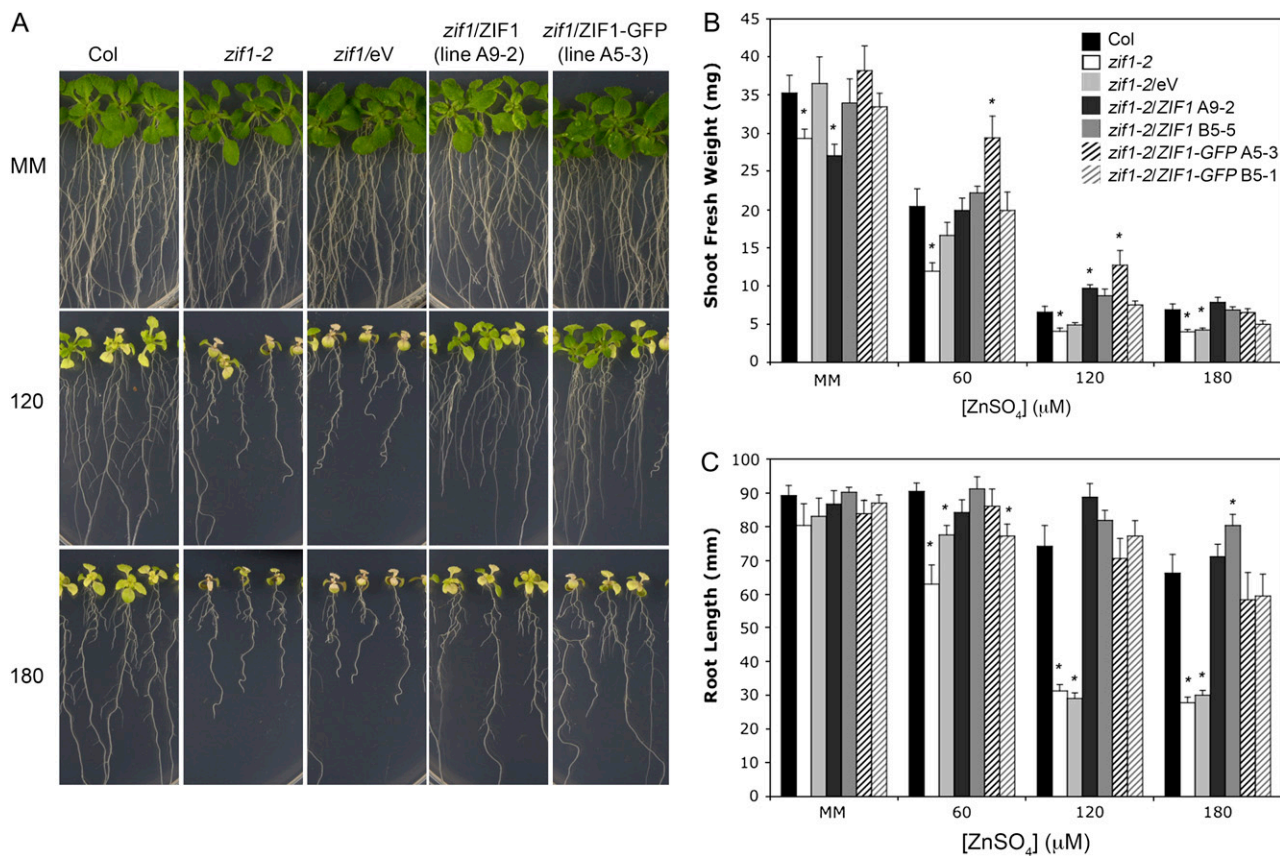 A
Col
zif1-2
zif1/eV
zif1/ZIF1
(line A9-2)
zif1/ZIF1-GFP
(line A5-3)
MM
120
180
B
Shoot Fresh Weight (mg)
45
40
35
30
25
20
15
10
5
0
* * * * * * * * *
Col
zif1-2
zif1-2/eV
zif1-2/ZIF1 A9-2
zif1-2/ZIF1 B5-5
zif1-2/ZIF1-GFP A5-3
zif1-2/ZIF1-GFP B5-1
MM 60 120 180
[ZnSO4] (μM)
C
Root Length (mm)
100
90
80
70
60
50
40
30
20
10
0
* * * * * * * *
MM 60 120 180
[ZnSO4] (μM)